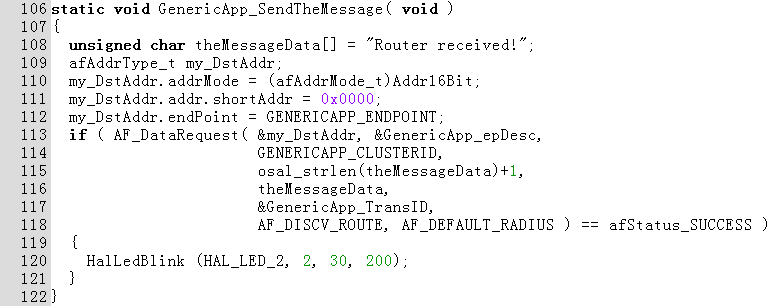 106 static void GenericApp_SendTheMessage( void )
107 {
108   unsigned char theMessageData[] = "Router received!";
109   afAddrType_t my_DstAddr;
110   my_DstAddr.addrMode = (afAddrMode_t)Addr16Bit;
111   my_DstAddr.addr.shortAddr = 0x0000;
112   my_DstAddr.endPoint = GENERICAPP_ENDPOINT;
113   if ( AF_DataRequest( &my_DstAddr, &GenericApp_epDesc,
114                        GENERICAPP_CLUSTERID,
115                        osal_strlen(theMessageData)+1,
116                        theMessageData,
117                        &GenericApp_TransID,
118                        AF_DISCV_ROUTE, AF_DEFAULT_RADIUS ) == afStatus_SUCCESS )
119   {
120     HalLedBlink (HAL_LED_2, 2, 30, 200);
121   }
122 }